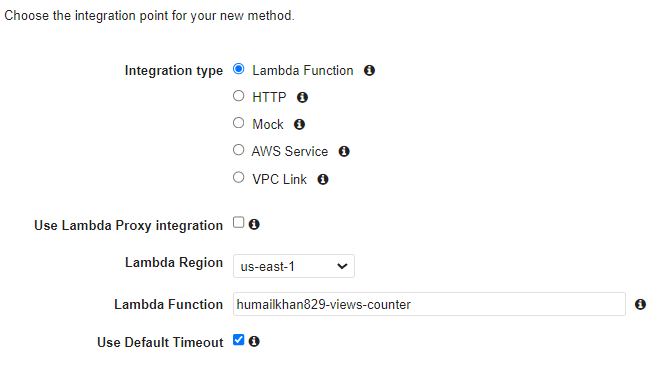 Choose the integration point for your new method.
Integration type Lambda Function
HTTP
Mock
AWS Service
VPC Link
Use Lambda Proxy integration
Lambda Region us-east-1
Lambda Function humailkhan829-views-counter
Use Default Timeout